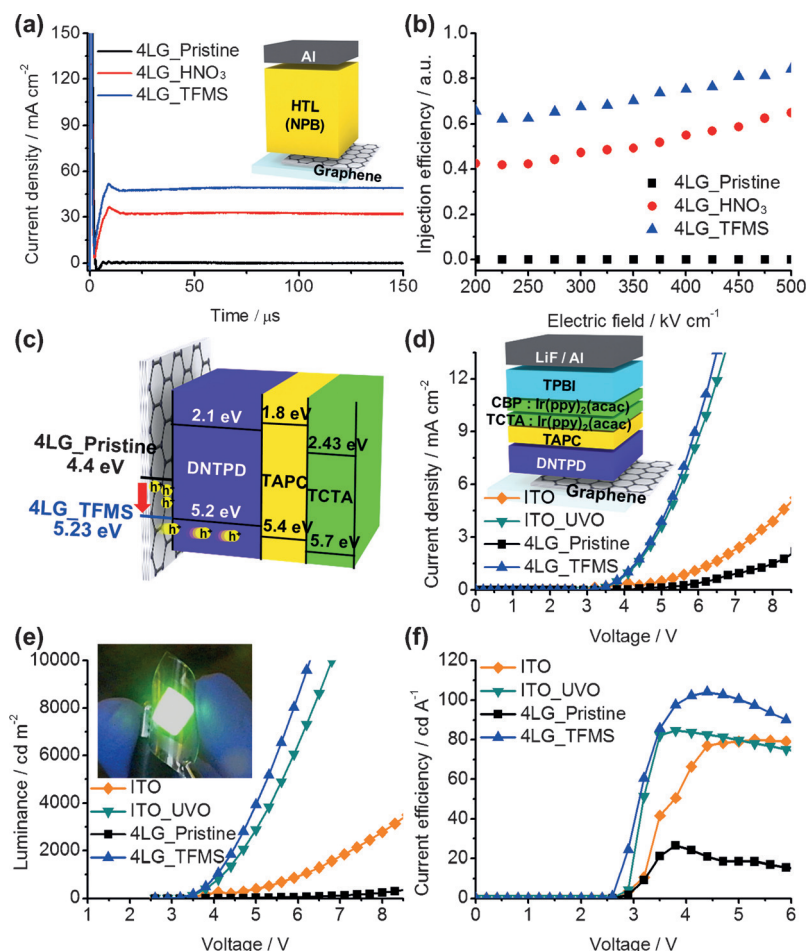 (a)
150
120
90
60
30
0
Current density / mA cm⁻²
4LG_Pristine
4LG_HNO₃
4LG_TFMS
Al
HTL
(NPB)
Graphene
0
50
100
150
Time / μs
(b)
1.0
0.8
0.6
0.4
0.2
0.0
Injection efficiency / a.u.
4LG_Pristine
4LG_HNO₃
4LG_TFMS
200 250 300 350 400 450 500
Electric field / kV cm⁻¹
(c)
4LG_Pristine
4.4 eV
4LG_TFMS
5.23 eV
h⁺
h⁺
h⁺
h⁺
h⁺
h⁺
2.1 eV
DNTPD
5.2 eV
1.8 eV
TAPC
5.4 eV
2.43 eV
TCTA
5.7 eV
(d)
12
9
6
3
0
Current density / mA cm⁻²
LiF / Al
TPBI
CBP : Ir(ppy)₂(acac)
TCTA : Ir(ppy)₂(acac)
TAPC
DNTPD
Graphene
ITO
ITO_UVO
4LG_Pristine
4LG_TFMS
0 1 2 3 4 5 6 7 8
Voltage / V
(e)
10000
8000
6000
4000
2000
0
Luminance / cd m⁻²
ITO
ITO_UVO
4LG_Pristine
4LG_TFMS
1 2 3 4 5 6 7 8
Voltage / V
(f)
120
100
80
60
40
20
0
Current efficiency / cd A⁻¹
ITO
ITO_UVO
4LG_Pristine
4LG_TFMS
0 1 2 3 4 5 6
Voltage / V